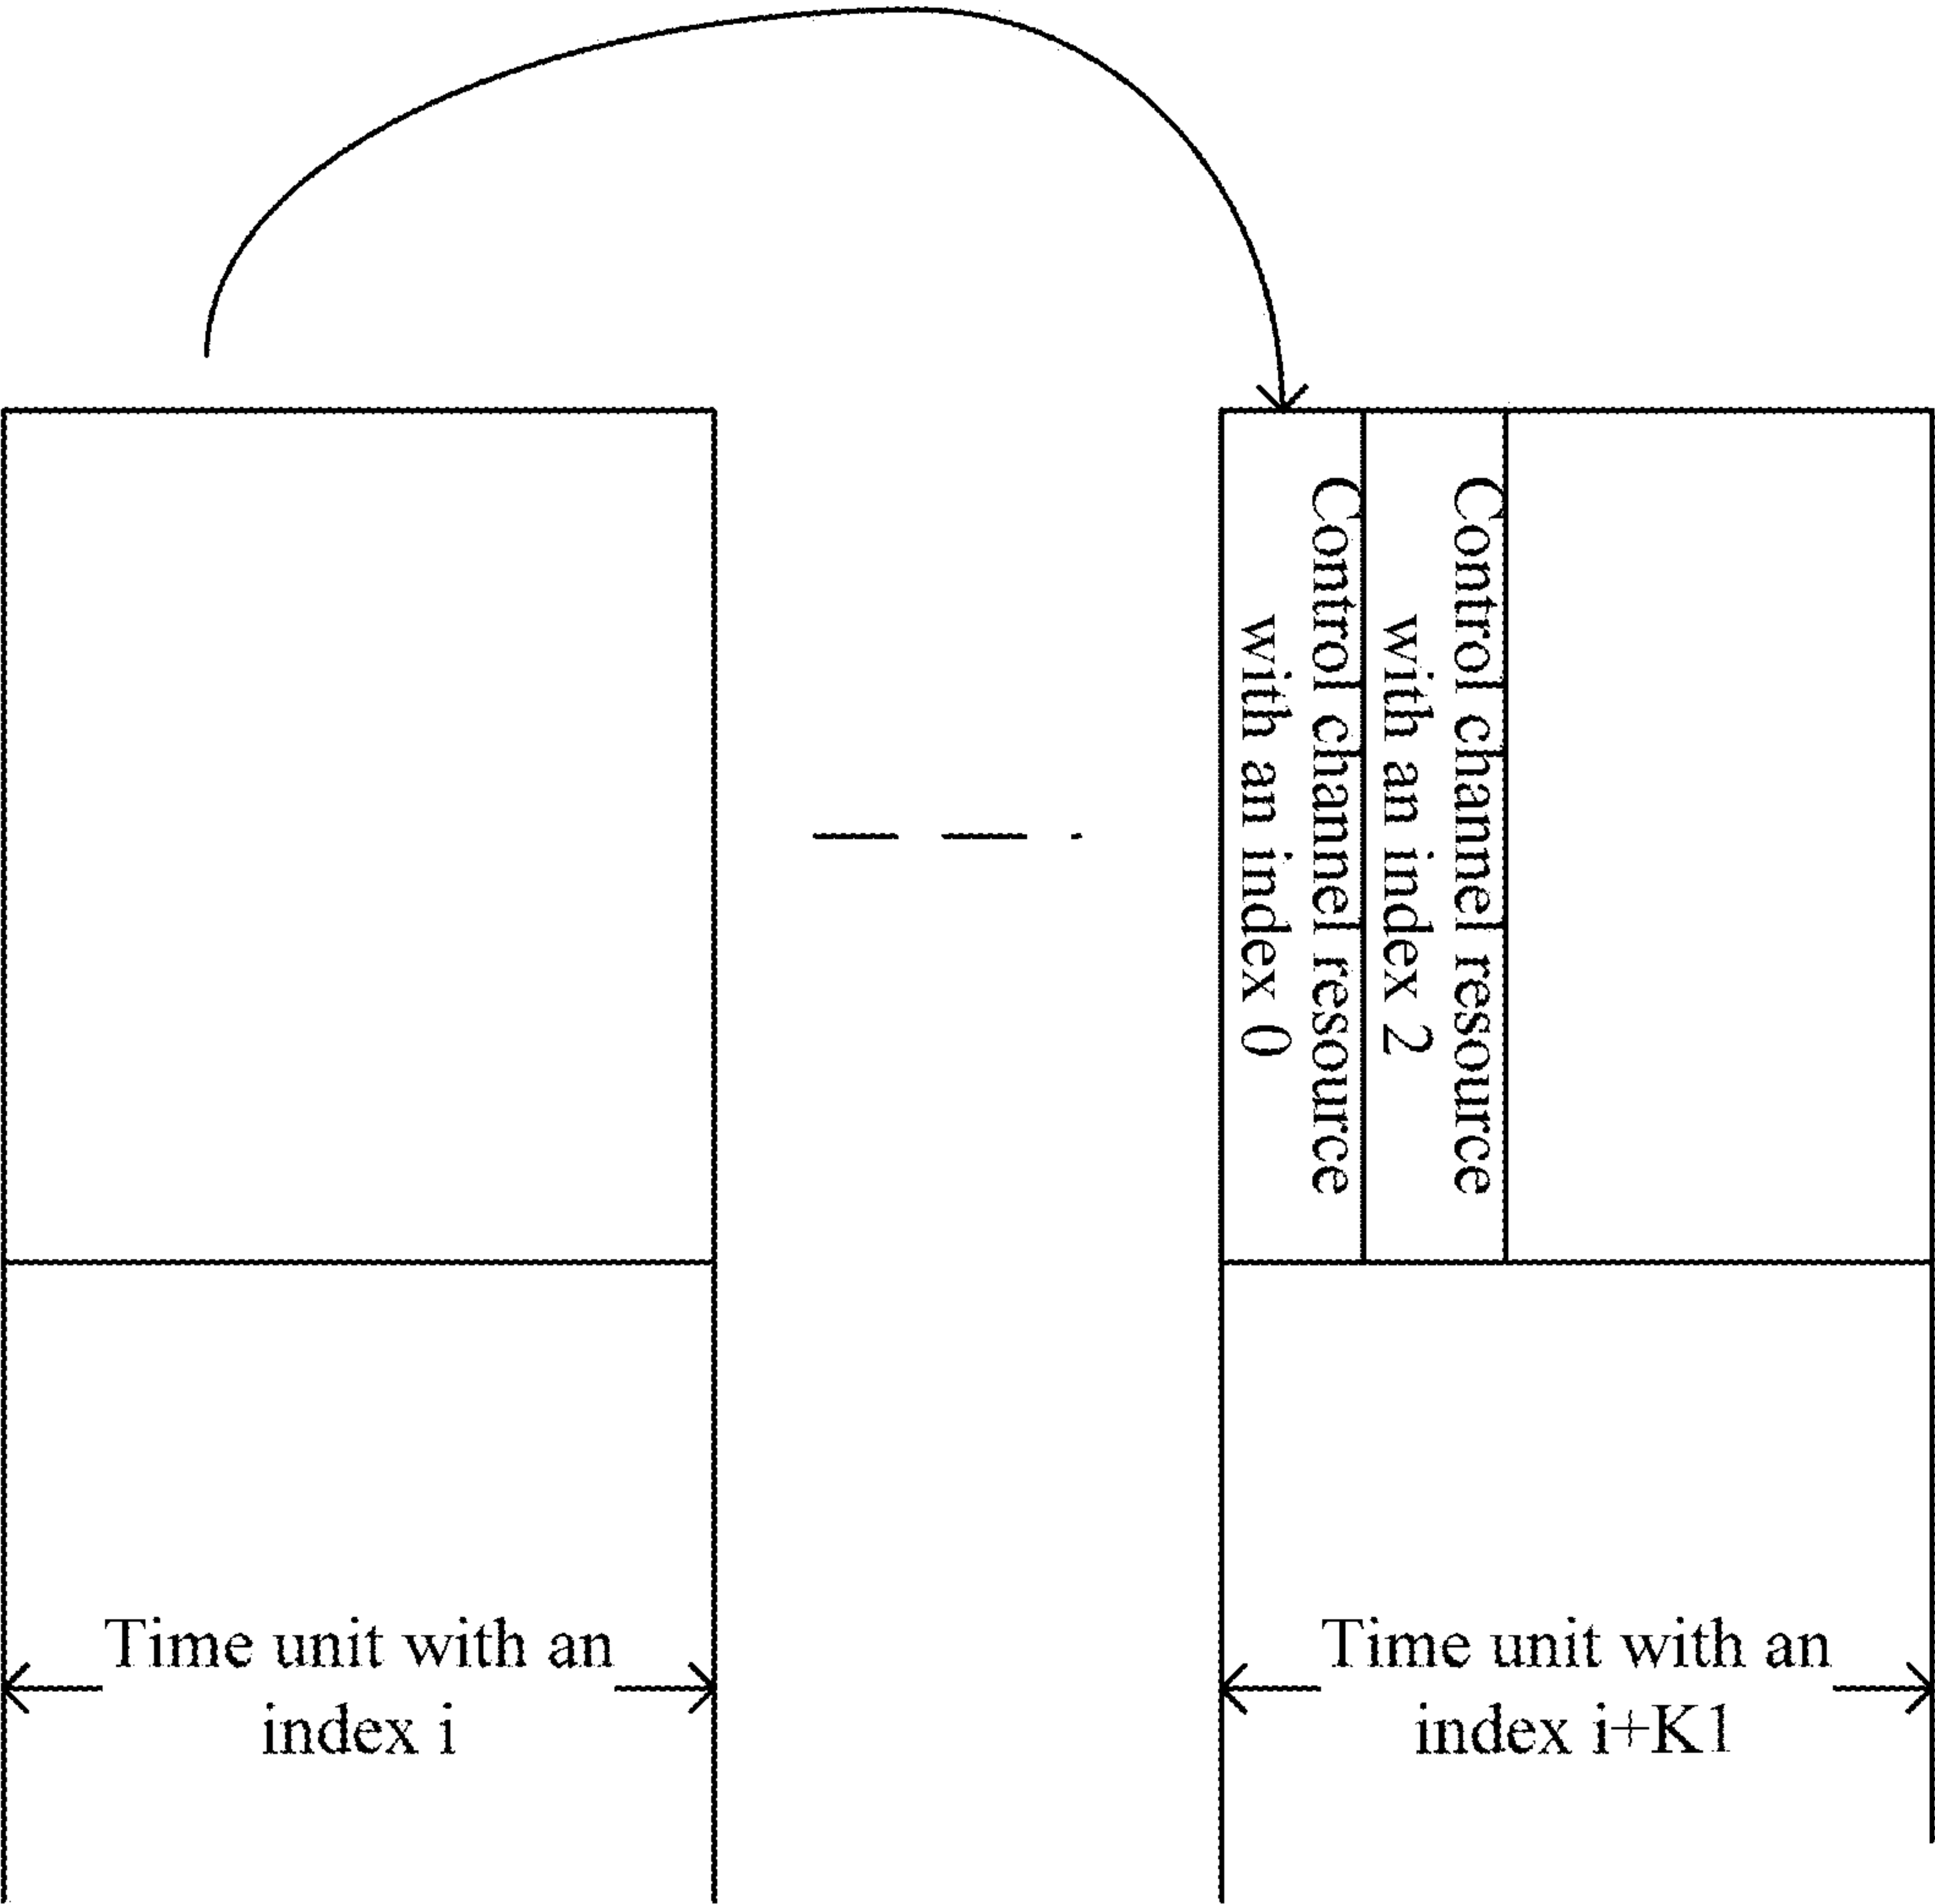 Control channel resource
with an index 0
Control channel resource
with an index 2
Time unit with an
index i
Time unit with an
index i+K1